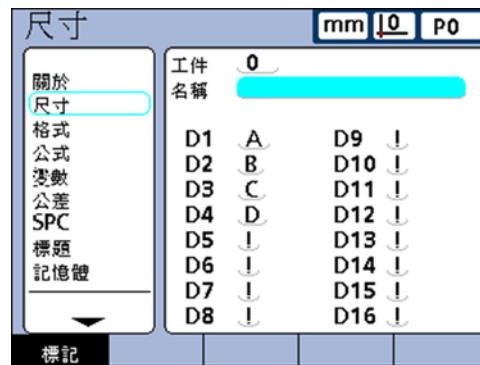 尺寸
mm 0 P0
關於
尺寸
格式
公式
變數
公差
SPC
標題
記憶體
工件 0
名稱
D1 A D9 !
D2 B D10 !
D3 C D11 !
D4 D D12 !
D5 ! D13 !
D6 ! D14 !
D7 ! D15 !
D8 ! D16 !
標記